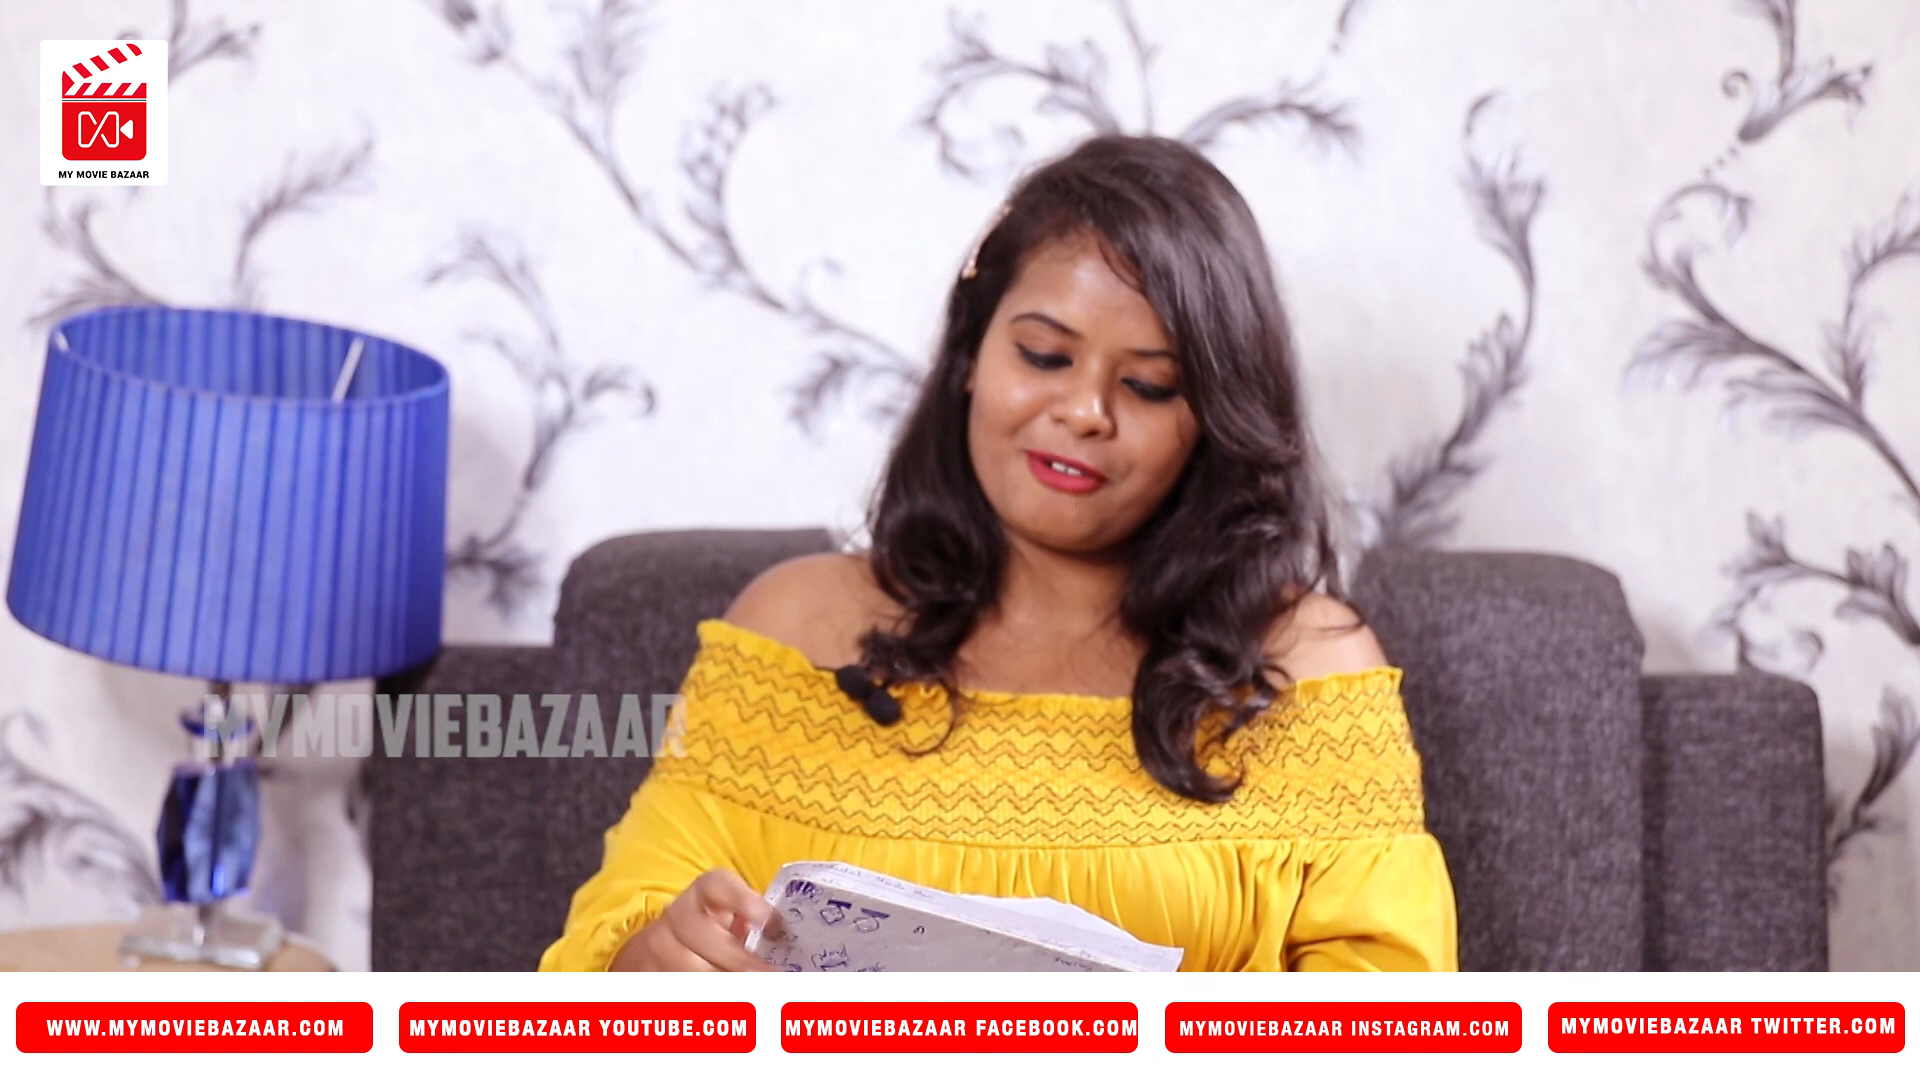 MY MOVIE BAZAAR
MYMOVIEBAZAAR
WWW.MYMOVIEBAZAAR.COM
MYMOVIEBAZAAR YOUTUBE.COM
MYMOVIEBAZAAR FACEBOOK.COM
MYMOVIEBAZAAR INSTAGRAM.COM
MYMOVIEBAZAAR TWITTER.COM